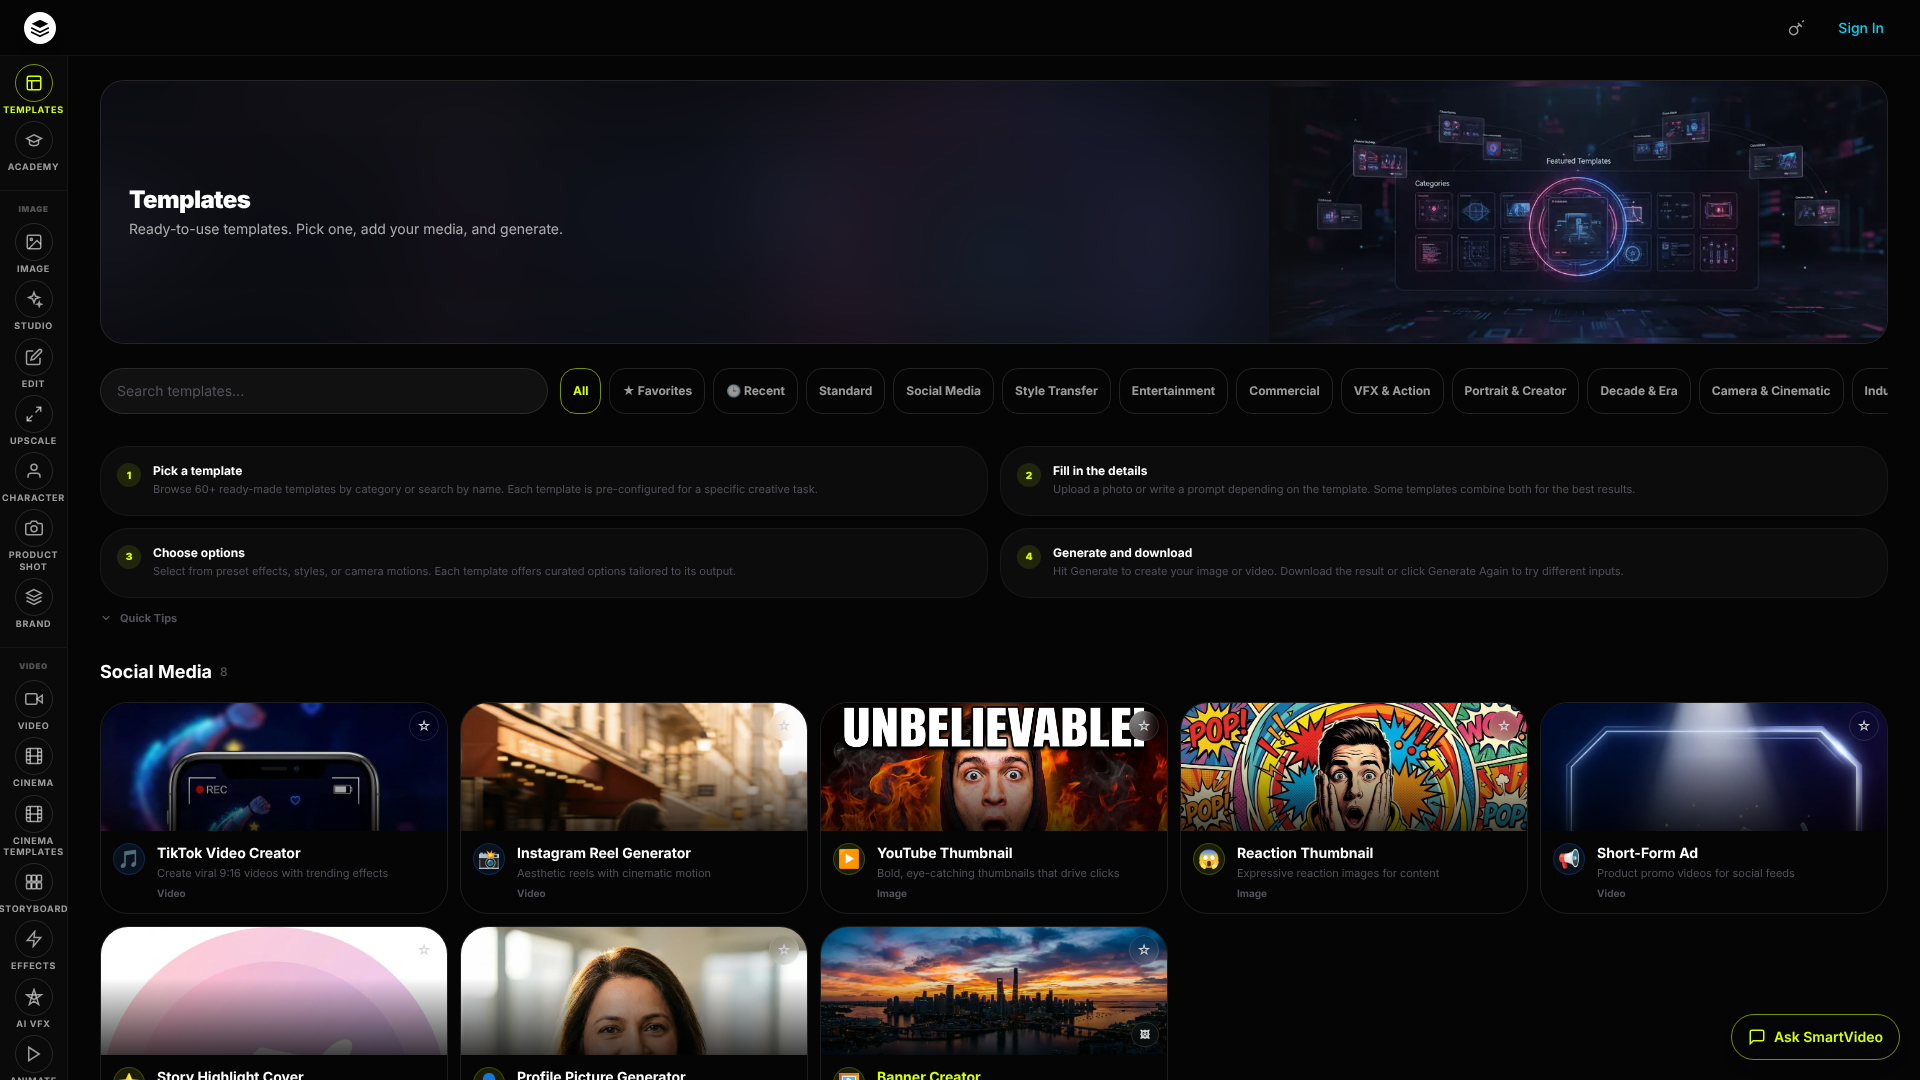 Sign In
TEMPLATES
ACADEMY
IMAGE
IMAGE
STUDIO
EDIT
UPSCALE
CHARACTER
PRODUCT
SHOT
BRAND
VIDEO
VIDEO
CINEMA
CINEMA
TEMPLATES
STORYBOARD
EFFECTS
AI VFX
ANIMATE
Templates
Ready-to-use templates. Pick one, add your media, and generate.
Featured Templates
Categories
Search templates...
All
★ Favorites
🕒 Recent
Standard
Social Media
Style Transfer
Entertainment
Commercial
VFX & Action
Portrait & Creator
Decade & Era
Camera & Cinematic
Indu
1
Pick a template
Browse 60+ ready-made templates by category or search by name. Each template is pre-configured for a specific creative task.
2
Fill in the details
Upload a photo or write a prompt depending on the template. Some templates combine both for the best results.
3
Choose options
Select from preset effects, styles, or camera motions. Each template offers curated options tailored to its output.
4
Generate and download
Hit Generate to create your image or video. Download the result or click Generate Again to try different inputs.
Quick Tips
Social Media 8
REC
TikTok Video Creator
Create viral 9:16 videos with trending effects
Video
Instagram Reel Generator
Aesthetic reels with cinematic motion
Video
UNBELIEVABLE!
YouTube Thumbnail
Bold, eye-catching thumbnails that drive clicks
Image
POP!
WOW
POP!
POP
Reaction Thumbnail
Expressive reaction images for content
Image
Short-Form Ad
Product promo videos for social feeds
Video
Story Highlight Cover
Profile Picture Generator
Banner Creator
Ask SmartVideo